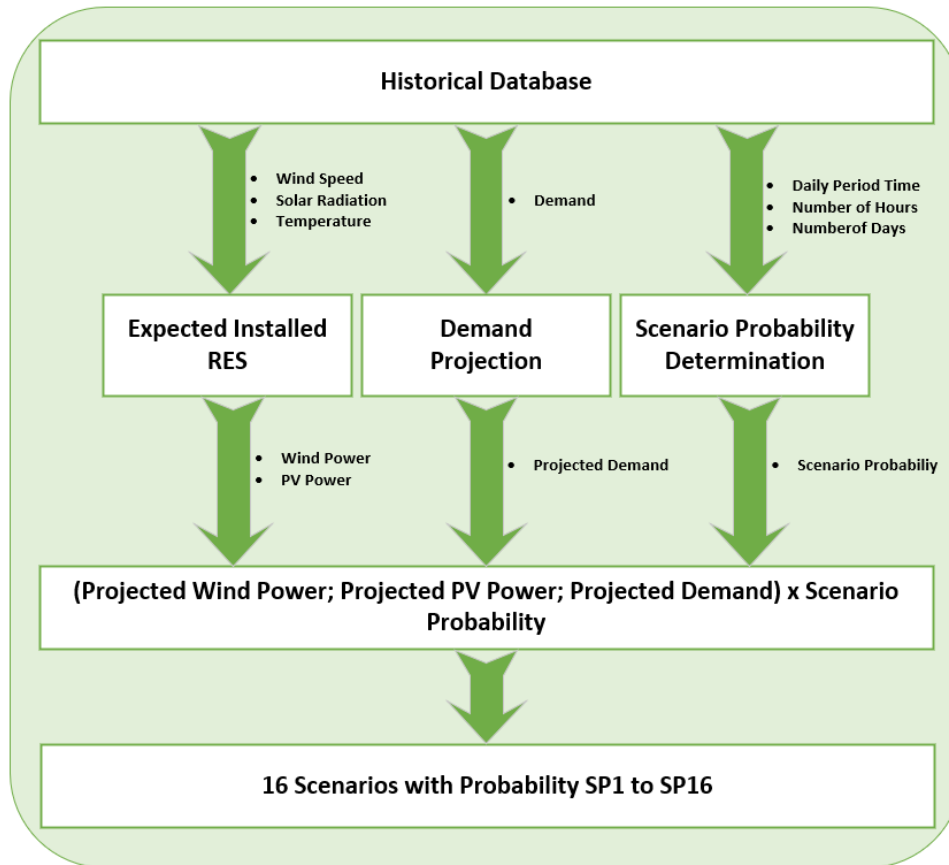 Historical Database
• Wind Speed
• Solar Radiation
• Temperature
• Demand
• Daily Period Time
• Number of Hours
• Numberof Days
Expected Installed
RES
Demand
Projection
Scenario Probability
Determination
• Wind Power
• PV Power
• Projected Demand
• Scenario Probabiliy
(Projected Wind Power; Projected PV Power; Projected Demand) x Scenario
Probability
16 Scenarios with Probability SP1 to SP16